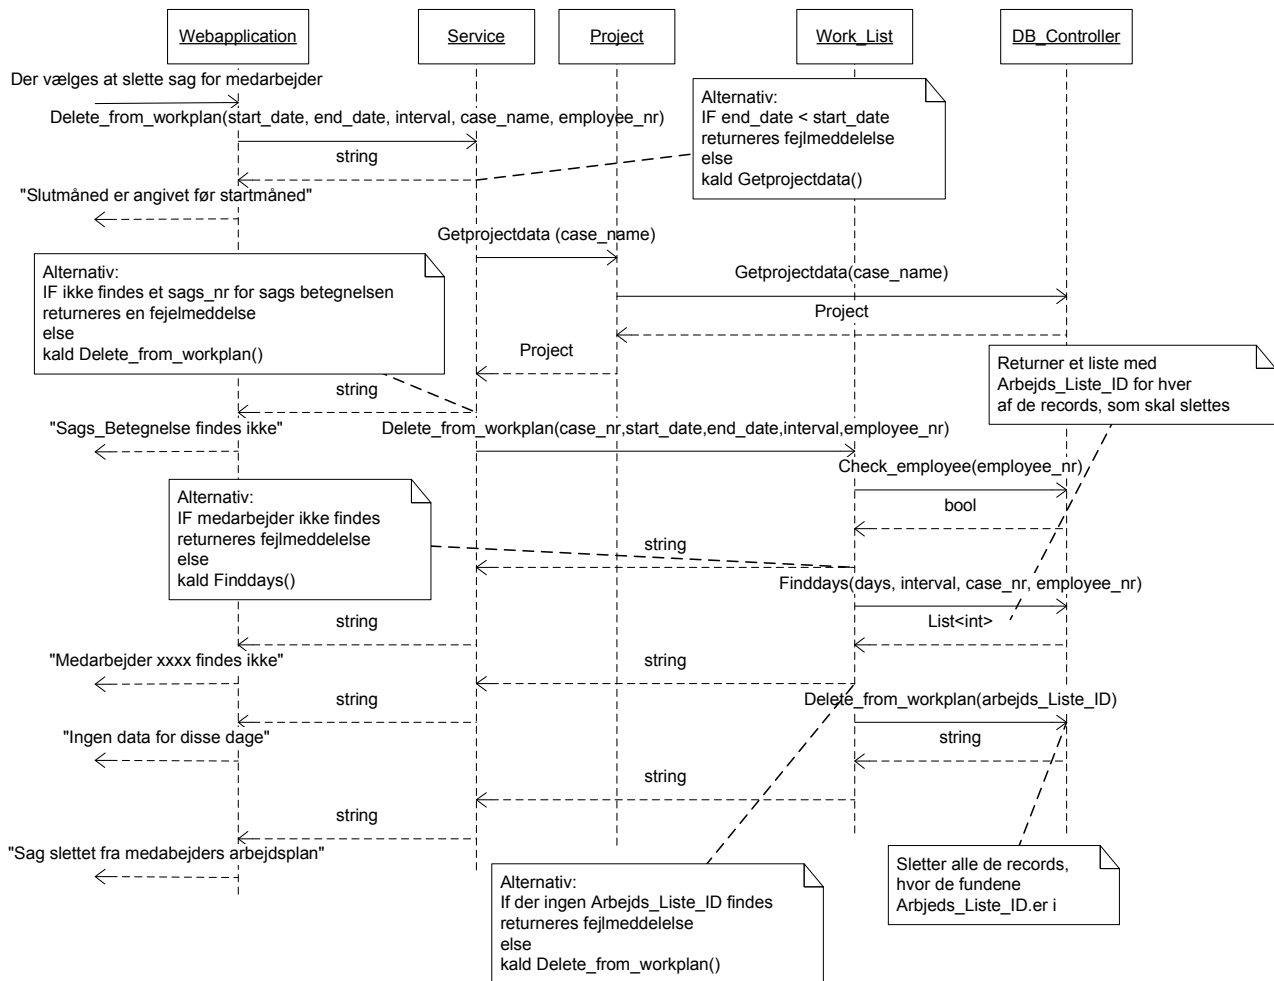 Webapplication
Service
Project
Work_List
DB_Controller
Der vælges at slette sag for medarbejder
Alternativ:
IF end_date < start_date
returneres fejlmeddelelse
else
kald Getprojectdata()
Delete_from_workplan(start_date, end_date, interval, case_name, employee_nr)
string
"Slutmåned er angivet før startmåned"
Getprojectdata (case_name)
Alternativ:
IF ikke findes et sags_nr for sags betegnelsen
returneres en fejelmeddelse
else
kald Delete_from_workplan()
Getprojectdata(case_name)
Project
Project
Returner et liste med
Arbejds_Liste_ID for hver
af de records, som skal slettes
string
"Sags_Betegnelse findes ikke"
Delete_from_workplan(case_nr,start_date,end_date,interval,employee_nr)
Check_employee(employee_nr)
bool
Alternativ:
IF medarbejder ikke findes
returneres fejlmeddelelse
else
kald Finddays()
string
Finddays(days, interval, case_nr, employee_nr)
string
List<int>
"Medarbejder xxxx findes ikke"
string
Delete_from_workplan(arbejds_Liste_ID)
string
"Ingen data for disse dage"
string
string
string
"Sag slettet fra medabejders arbejdsplan"
Alternativ:
If der ingen Arbejds_Liste_ID findes
returneres fejlmeddelelse
else
kald Delete_from_workplan()
Sletter alle de records,
hvor de fundene
Arbjeds_Liste_ID.er i